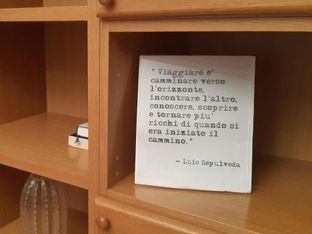 "Viaggiare e'
camminare verso
l'orizzonte,
incontrare l'altro,
conoscere, scoprire
e tornare piu'
ricchi di quando si
era iniziato il
cammino."
— Luis Sepulveda